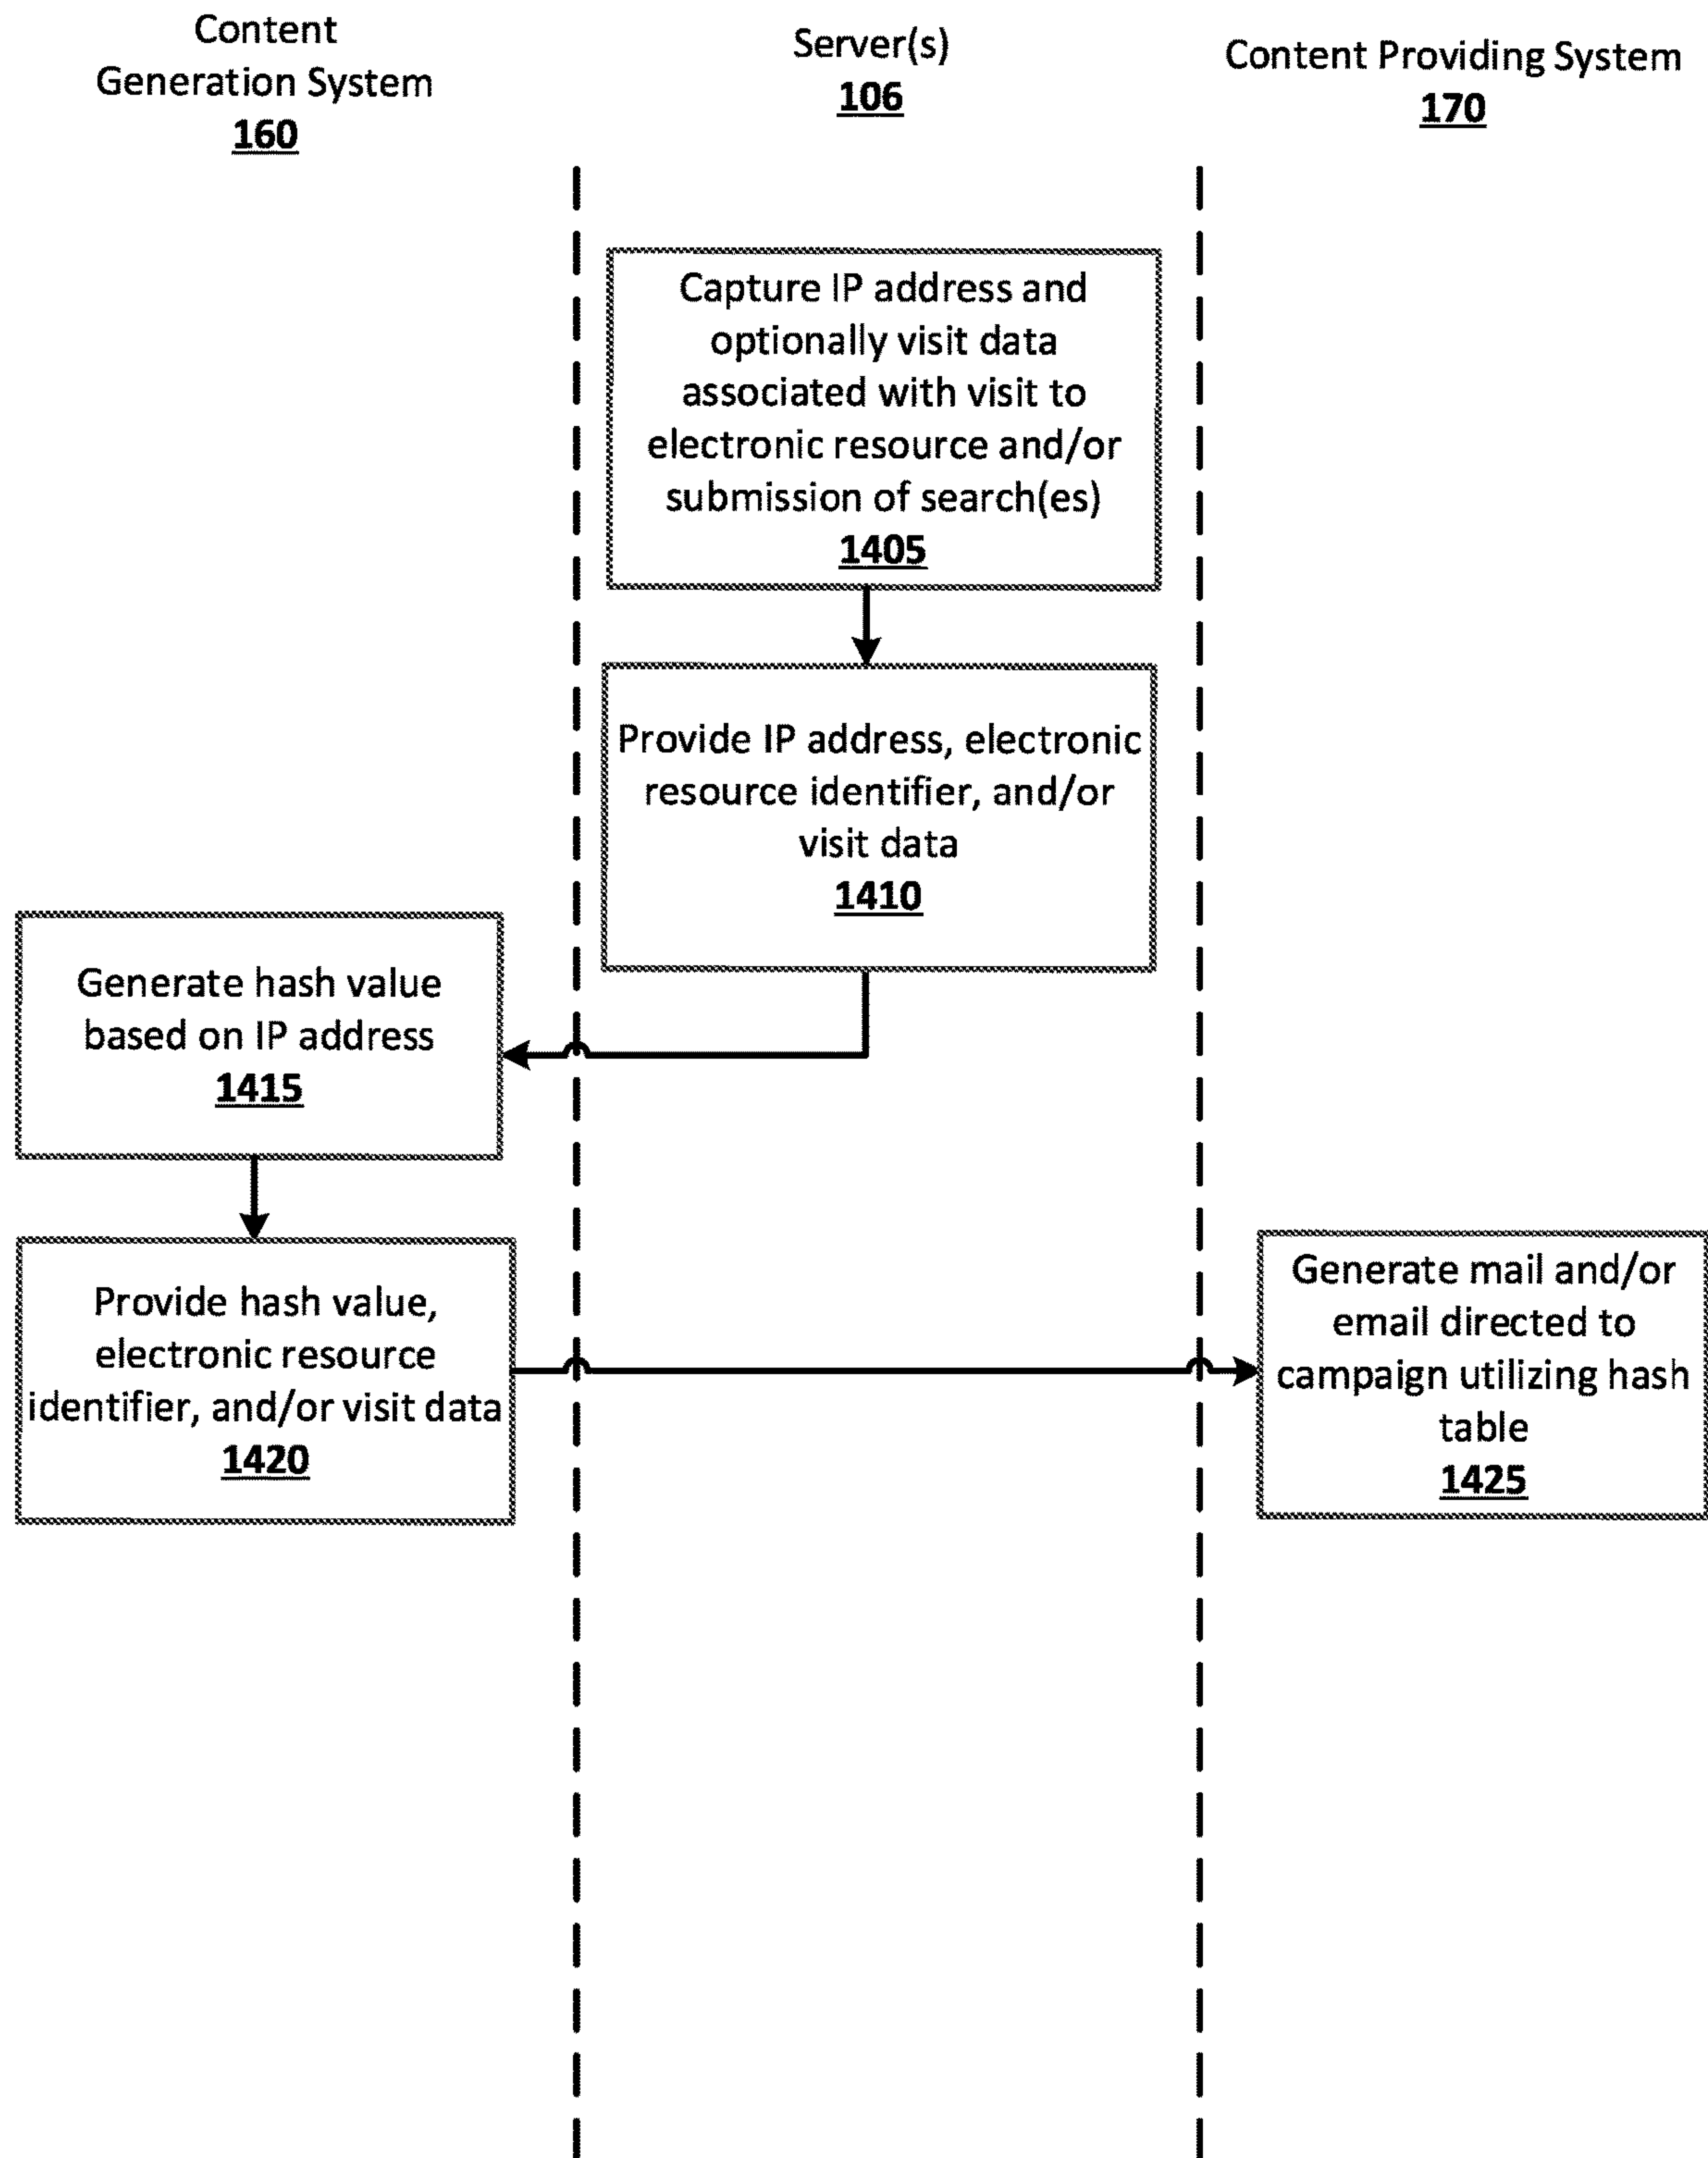 Content
Generation System
160
Server(s)
106
Content Providing System
170
Capture IP address and
optionally visit data
associated with visit to
electronic resource and/or
submission of search(es)
1405
Provide IP address, electronic
resource identifier, and/or
visit data
1410
Generate hash value
based on IP address
1415
Provide hash value,
electronic resource
identifier, and/or visit data
1420
Generate mail and/or
email directed to
campaign utilizing hash
table
1425